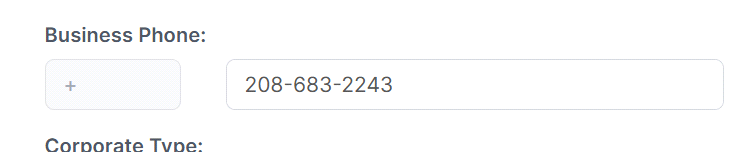 Business Phone:
+ 208-683-2243
Corporate Type: